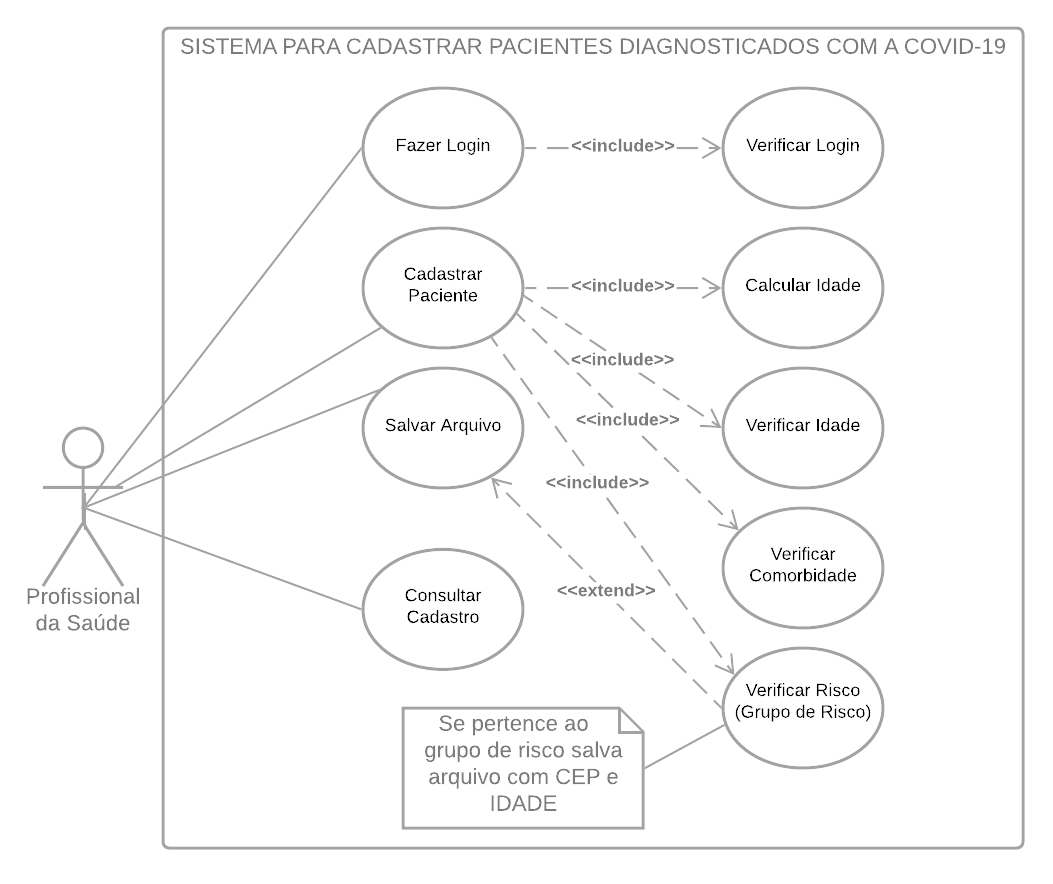 SISTEMA PARA CADASTRAR PACIENTES DIAGNOSTICADOS COM A COVID-19
Fazer Login
<<include>>
Verificar Login
Cadastrar
Paciente
<<include>>
Calcular Idade
<<include>>
<<include>>
Salvar Arquivo
Verificar Idade
<<include>>
Verificar
Comorbidade
<<extend>>
Profissional
da Saúde
Consultar
Cadastro
Verificar Risco
(Grupo de Risco)
Se pertence ao
grupo de risco salva
arquivo com CEP e
IDADE